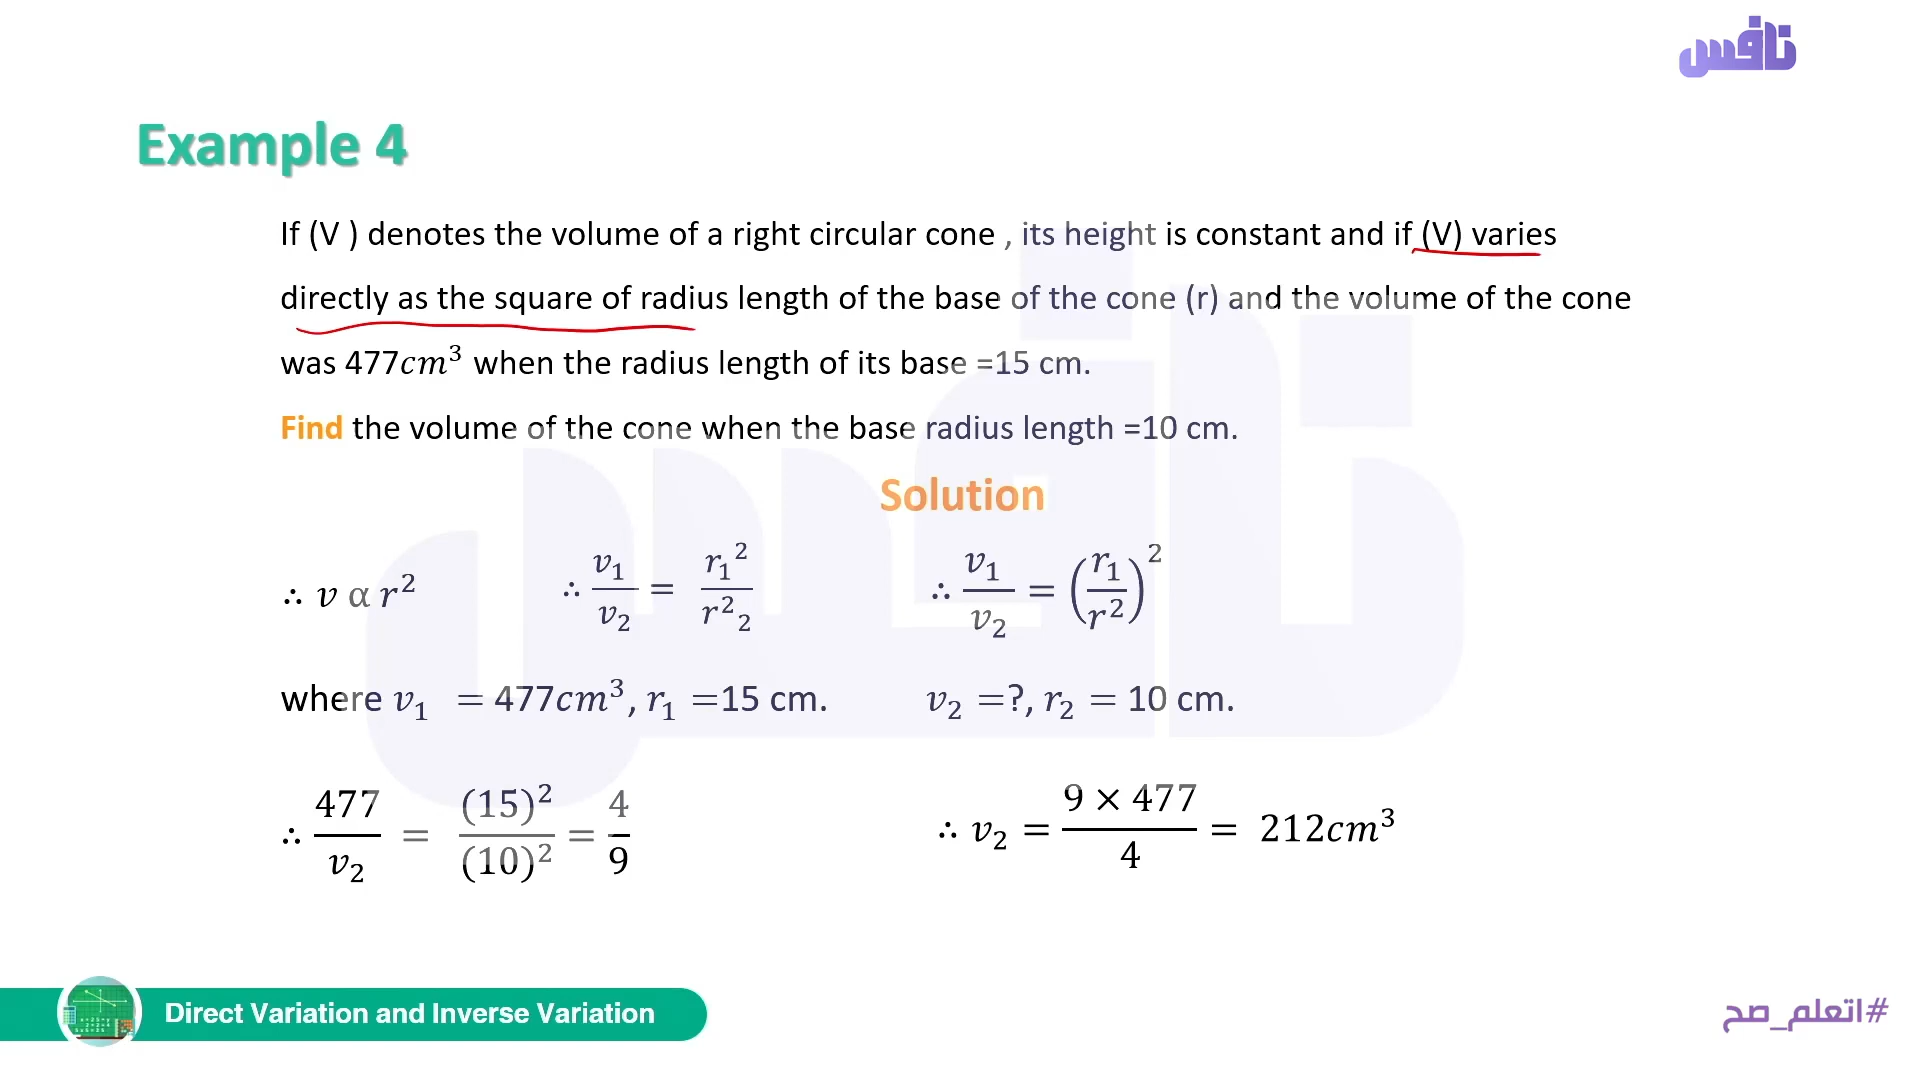 نافس
Example 4
If (V ) denotes the volume of a right circular cone , its height is constant and if (V) varies
directly as the square of radius length of the base of the cone (r) and the volume of the cone
was 477cm³ when the radius length of its base =15 cm.
Find the volume of the cone when the base radius length =10 cm.
Solution
∴ v α r² ∴ v₁/v₂ = r₁²/r²₂ ∴ v₁/v₂ = (r₁/r²)²
where v₁ = 477cm³, r₁ =15 cm. v₂ =?, r₂ = 10 cm.
∴ 477/v₂ = (15)²/(10)² = 4/9 ∴ v₂ = (9 × 477)/4 = 212cm³
Direct Variation and Inverse Variation
#اتعلم_صح